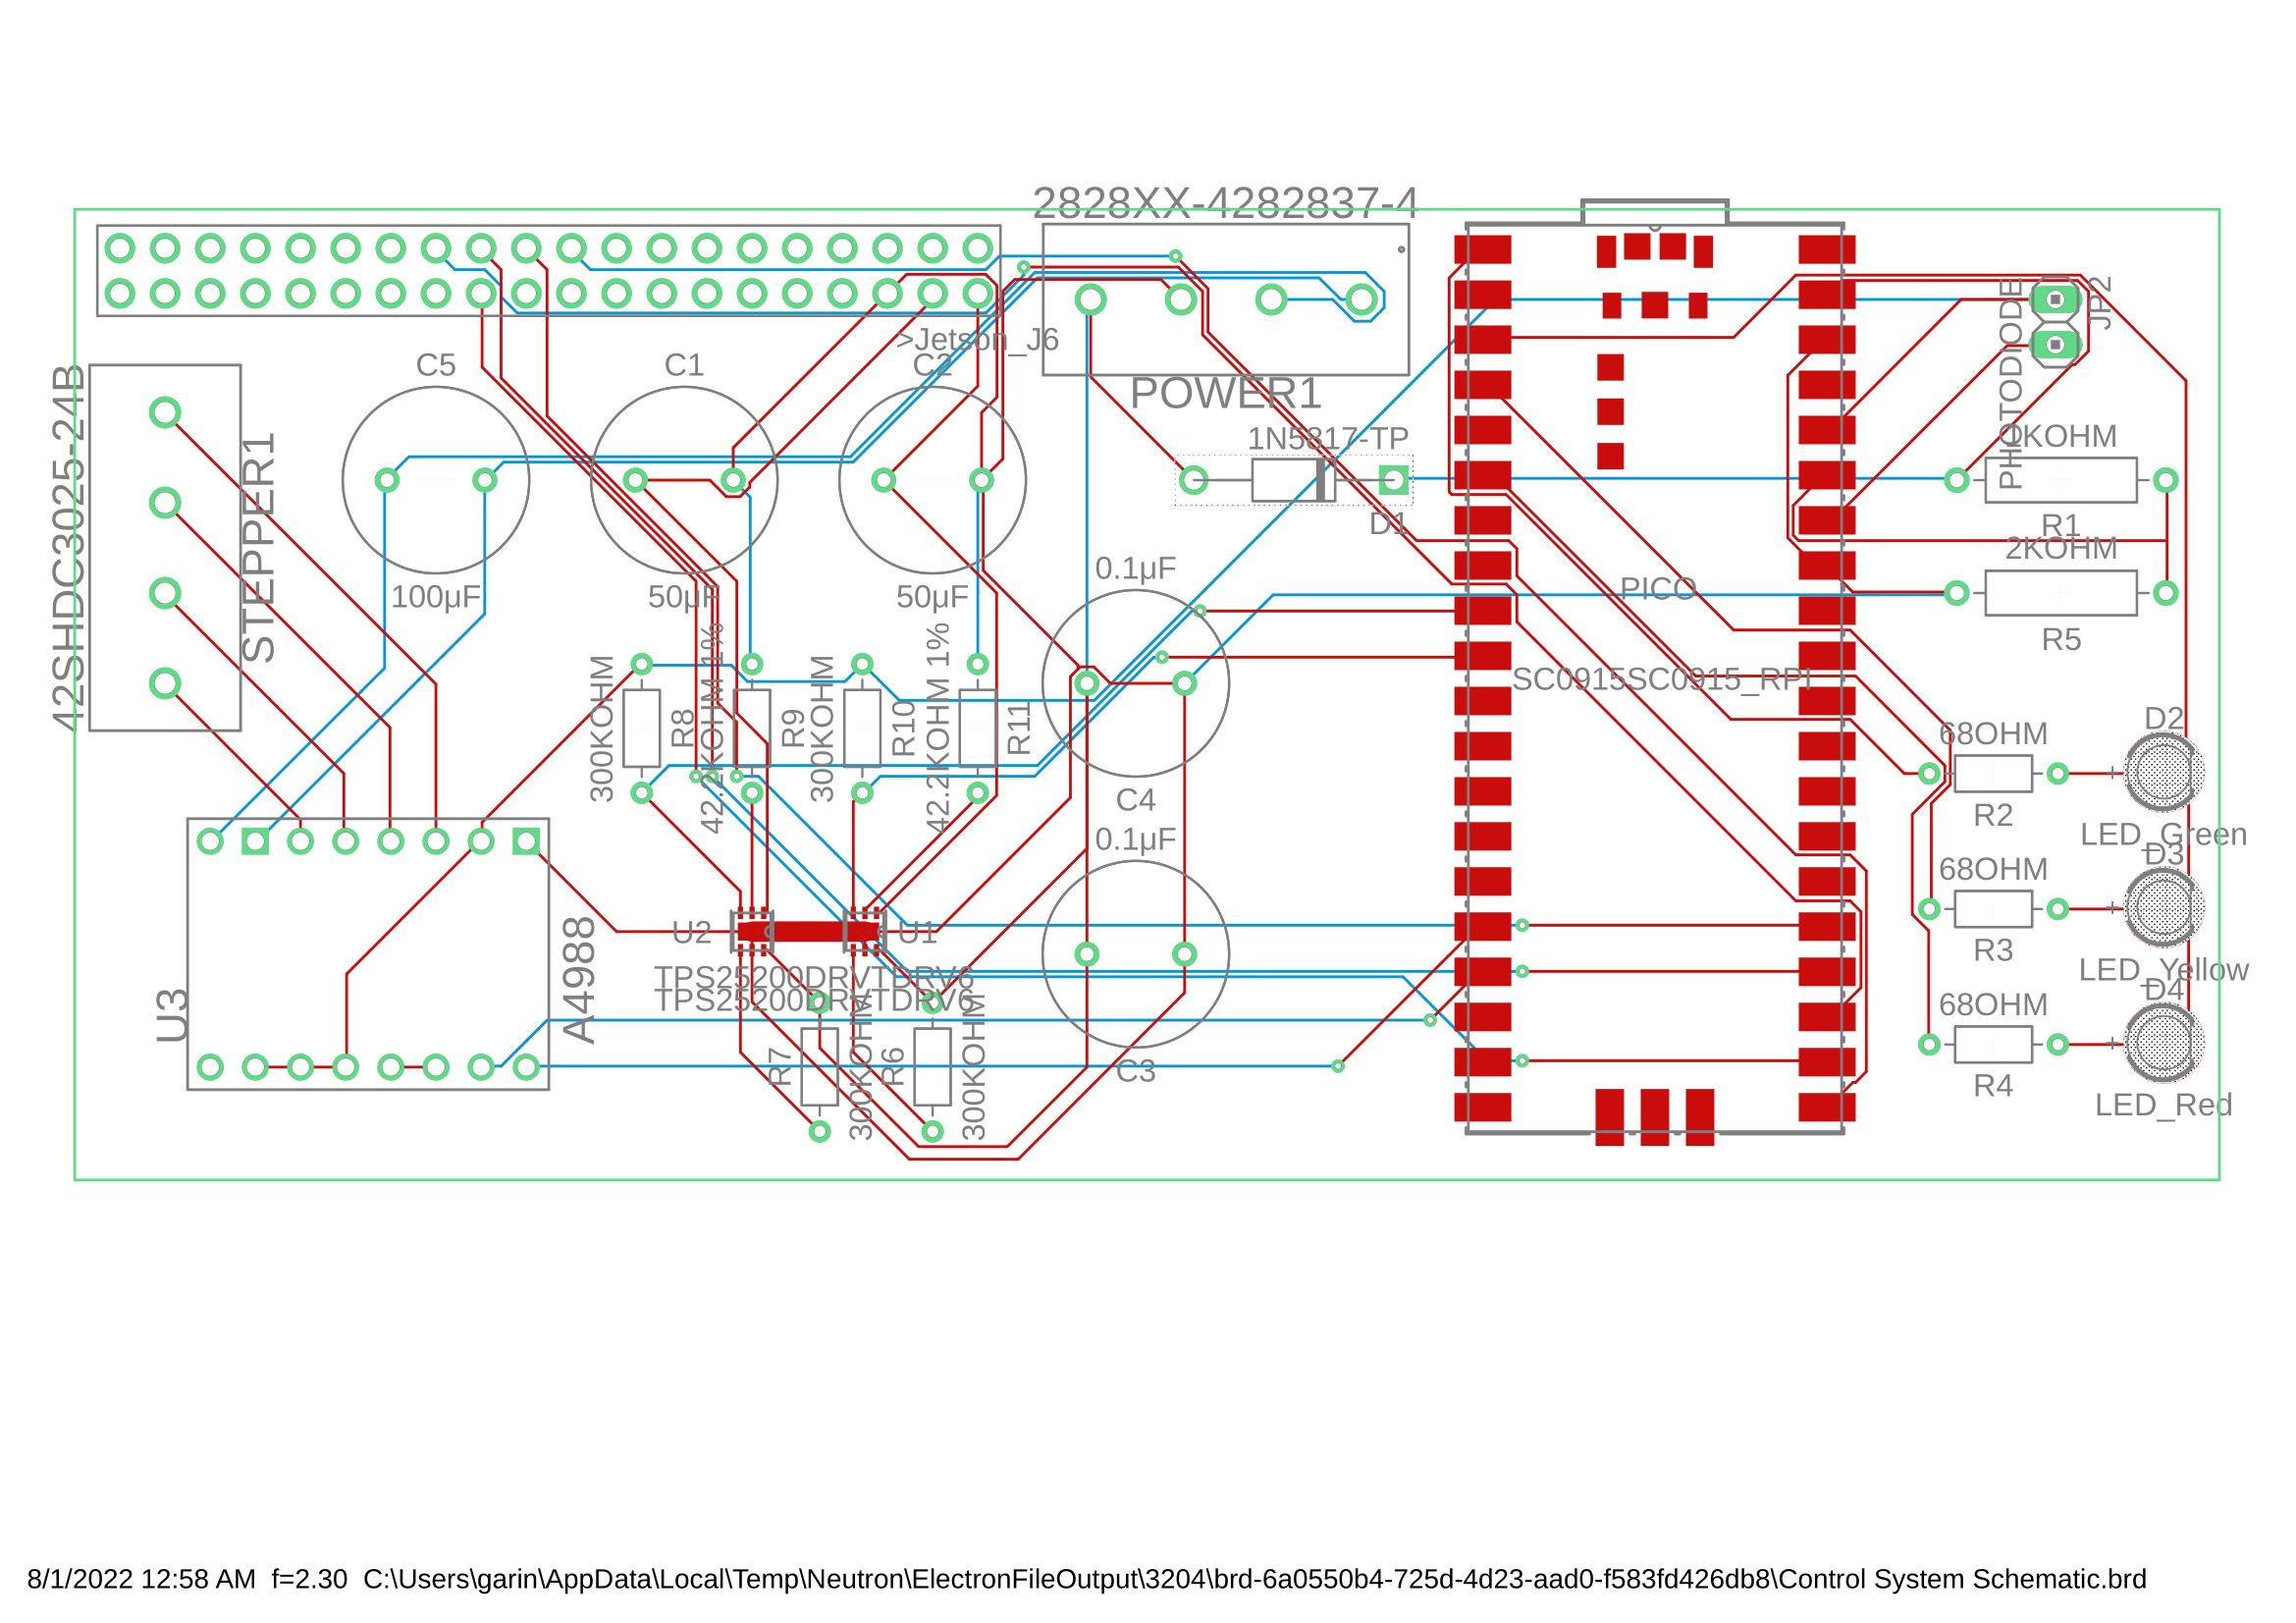 2828XX-4282837-4
>Jetson_J6
POWER1
C5
C1
C2
42SHDC3025-24B
STEPPER1
100µF
50µF
50µF
1N5817-TP
D1
0.1µF
C4
0.1µF
C3
PICO
SC0915SC0915_RPI
PHOTODIODE
JP2
KOHM
R1
2KOHM
R5
300KOHM
R8
42.2KOHM 1%
R9
300KOHM
R10
42.2KOHM 1%
R11
68OHM
R2
D2
LED_Green
68OHM
R3
D3
LED_Yellow
68OHM
R4
D4
LED_Red
U3
A4988
U2
U1
TPS25200DRVTDRV6
TPS25200DRVTDRV6
R7
300KOHM
R6
300KOHM
8/1/2022 12:58 AM f=2.30 C:\Users\garin\AppData\Local\Temp\Neutron\ElectronFileOutput\3204\brd-6a0550b4-725d-4d23-aad0-f583fd426db8\Control System Schematic.brd